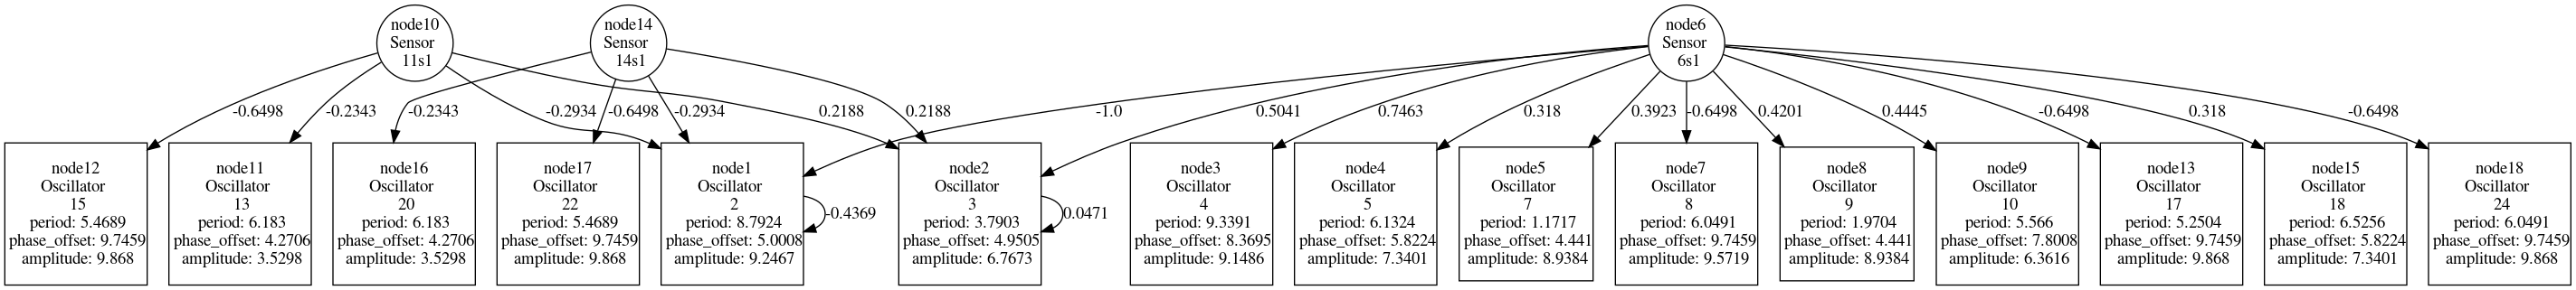 node10
Sensor
11s1
node14
Sensor
14s1
node6
Sensor
6s1
-0.6498
-0.2343
-0.2343
-0.2934
-0.6498
-0.2934
0.2188
0.2188
-1.0
0.5041
0.7463
0.318
0.3923
-0.6498
0.4201
0.4445
-0.6498
0.318
-0.6498
node12
Oscillator
15
period: 5.4689
phase_offset: 9.7459
amplitude: 9.868
node11
Oscillator
13
period: 6.183
phase_offset: 4.2706
amplitude: 3.5298
node16
Oscillator
20
period: 6.183
phase_offset: 4.2706
amplitude: 3.5298
node17
Oscillator
22
period: 5.4689
phase_offset: 9.7459
amplitude: 9.868
node1
Oscillator
2
period: 8.7924
phase_offset: 5.0008
amplitude: 9.2467
-0.4369
node2
Oscillator
3
period: 3.7903
phase_offset: 4.9505
amplitude: 6.7673
0.0471
node3
Oscillator
4
period: 9.3391
phase_offset: 8.3695
amplitude: 9.1486
node4
Oscillator
5
period: 6.1324
phase_offset: 5.8224
amplitude: 7.3401
node5
Oscillator
7
period: 1.1717
phase_offset: 4.441
amplitude: 8.9384
node7
Oscillator
8
period: 6.0491
phase_offset: 9.7459
amplitude: 9.5719
node8
Oscillator
9
period: 1.9704
phase_offset: 4.441
amplitude: 8.9384
node9
Oscillator
10
period: 5.566
phase_offset: 7.8008
amplitude: 6.3616
node13
Oscillator
17
period: 5.2504
phase_offset: 9.7459
amplitude: 9.868
node15
Oscillator
18
period: 6.5256
phase_offset: 5.8224
amplitude: 7.3401
node18
Oscillator
24
period: 6.0491
phase_offset: 9.7459
amplitude: 9.868